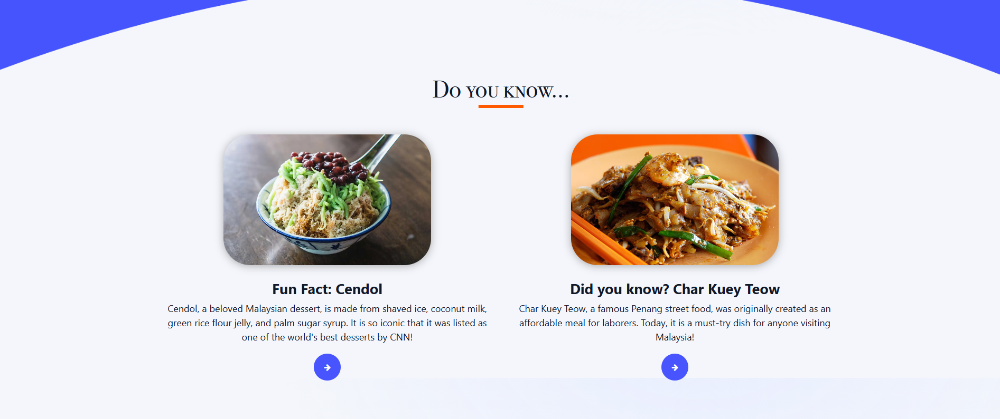 Do you know...
Fun Fact: Cendol
Cendol, a beloved Malaysian dessert, is made from shaved ice, coconut milk,
green rice flour jelly, and palm sugar syrup. It is so iconic that it was listed as
one of the world's best desserts by CNN!
Did you know? Char Kuey Teow
Char Kuey Teow, a famous Penang street food, was originally created as an
affordable meal for laborers. Today, it is a must-try dish for anyone visiting
Malaysia!